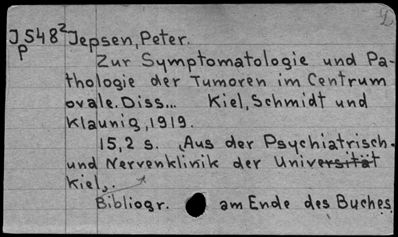 J548² Jepsen, Peter.
p
Zur Symptomatologie und Pa-
thologie der Tumoren im Centrum
ovale. Diss... Kiel, Schmidt und
Klaunig, 1919.
15,2 s. „Aus der Psychiatrisch.
und Nervenklinik der Universität
Kiel„.
Bibliogr. am Ende des Buches